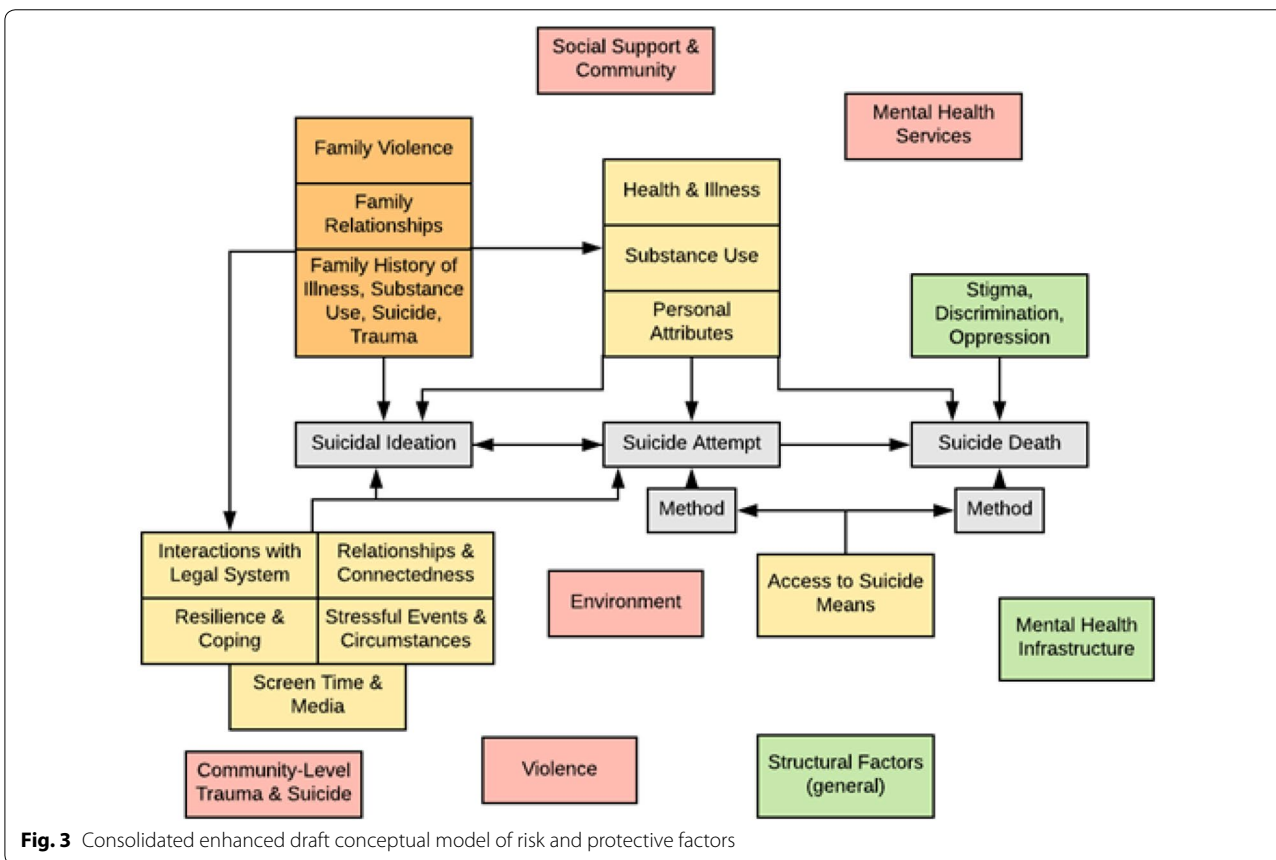 Social Support &
Community
Mental Health
Services
Family Violence
Family
Relationships
Family History of
Illness, Substance
Use, Suicide,
Trauma
Health & Illness
Substance Use
Personal
Attributes
Stigma,
Discrimination,
Oppression
Suicidal Ideation
Suicide Attempt
Suicide Death
Method
Method
Interactions with
Legal System
Relationships &
Connectedness
Resilience &
Coping
Stressful Events &
Circumstances
Screen Time &
Media
Environment
Access to Suicide
Means
Mental Health
Infrastructure
Community-Level
Trauma & Suicide
Violence
Structural Factors
(general)
Fig. 3 Consolidated enhanced draft conceptual model of risk and protective factors